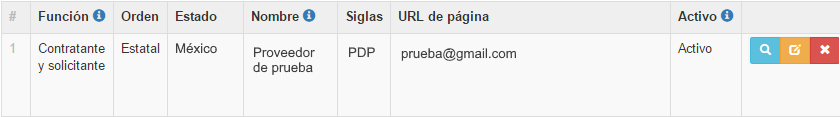 # Función Orden Estado Nombre Siglas URL de página Activo
1 Contratante y solicitante Estatal México Proveedor de prueba PDP prueba@gmail.com Activo